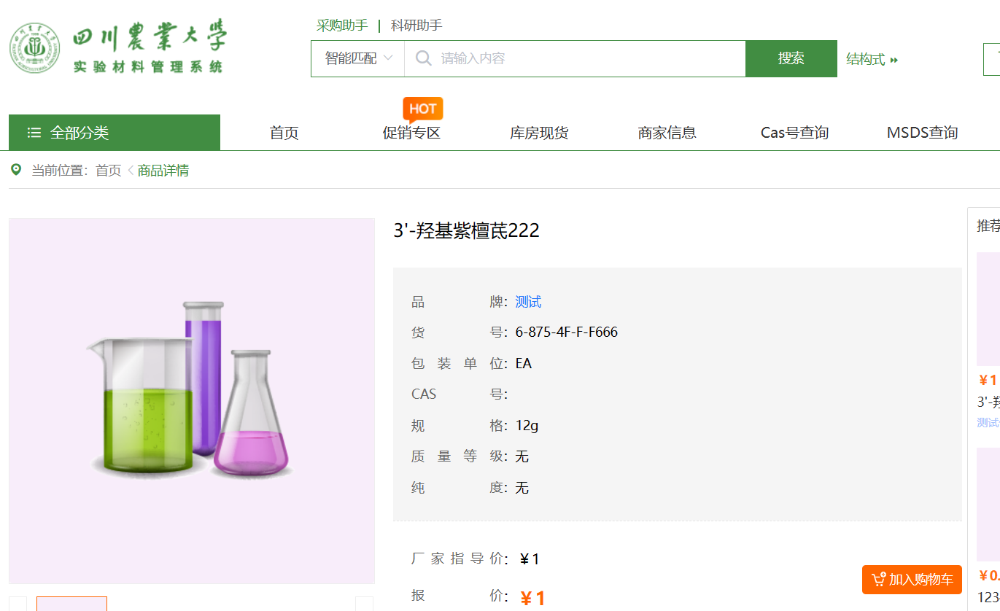 四川農業大学
实验材料管理系统
采购助手 | 科研助手
智能匹配 请输入内容 搜索 结构式
HOT
全部分类 首页 促销专区 库房现货 商家信息 Cas号查询 MSDS查询
当前位置： 首页 < 商品详情
3'-羟基紫檀芪222
推荐
品牌： 测试
货号： 6-875-4F-F-F666
包装单位： EA
CAS号：
规格： 12g
质量等级： 无
纯度： 无
¥1
3'-羟
测试
厂家指导价： ¥1
加入购物车
报价： ¥1
¥0.
123